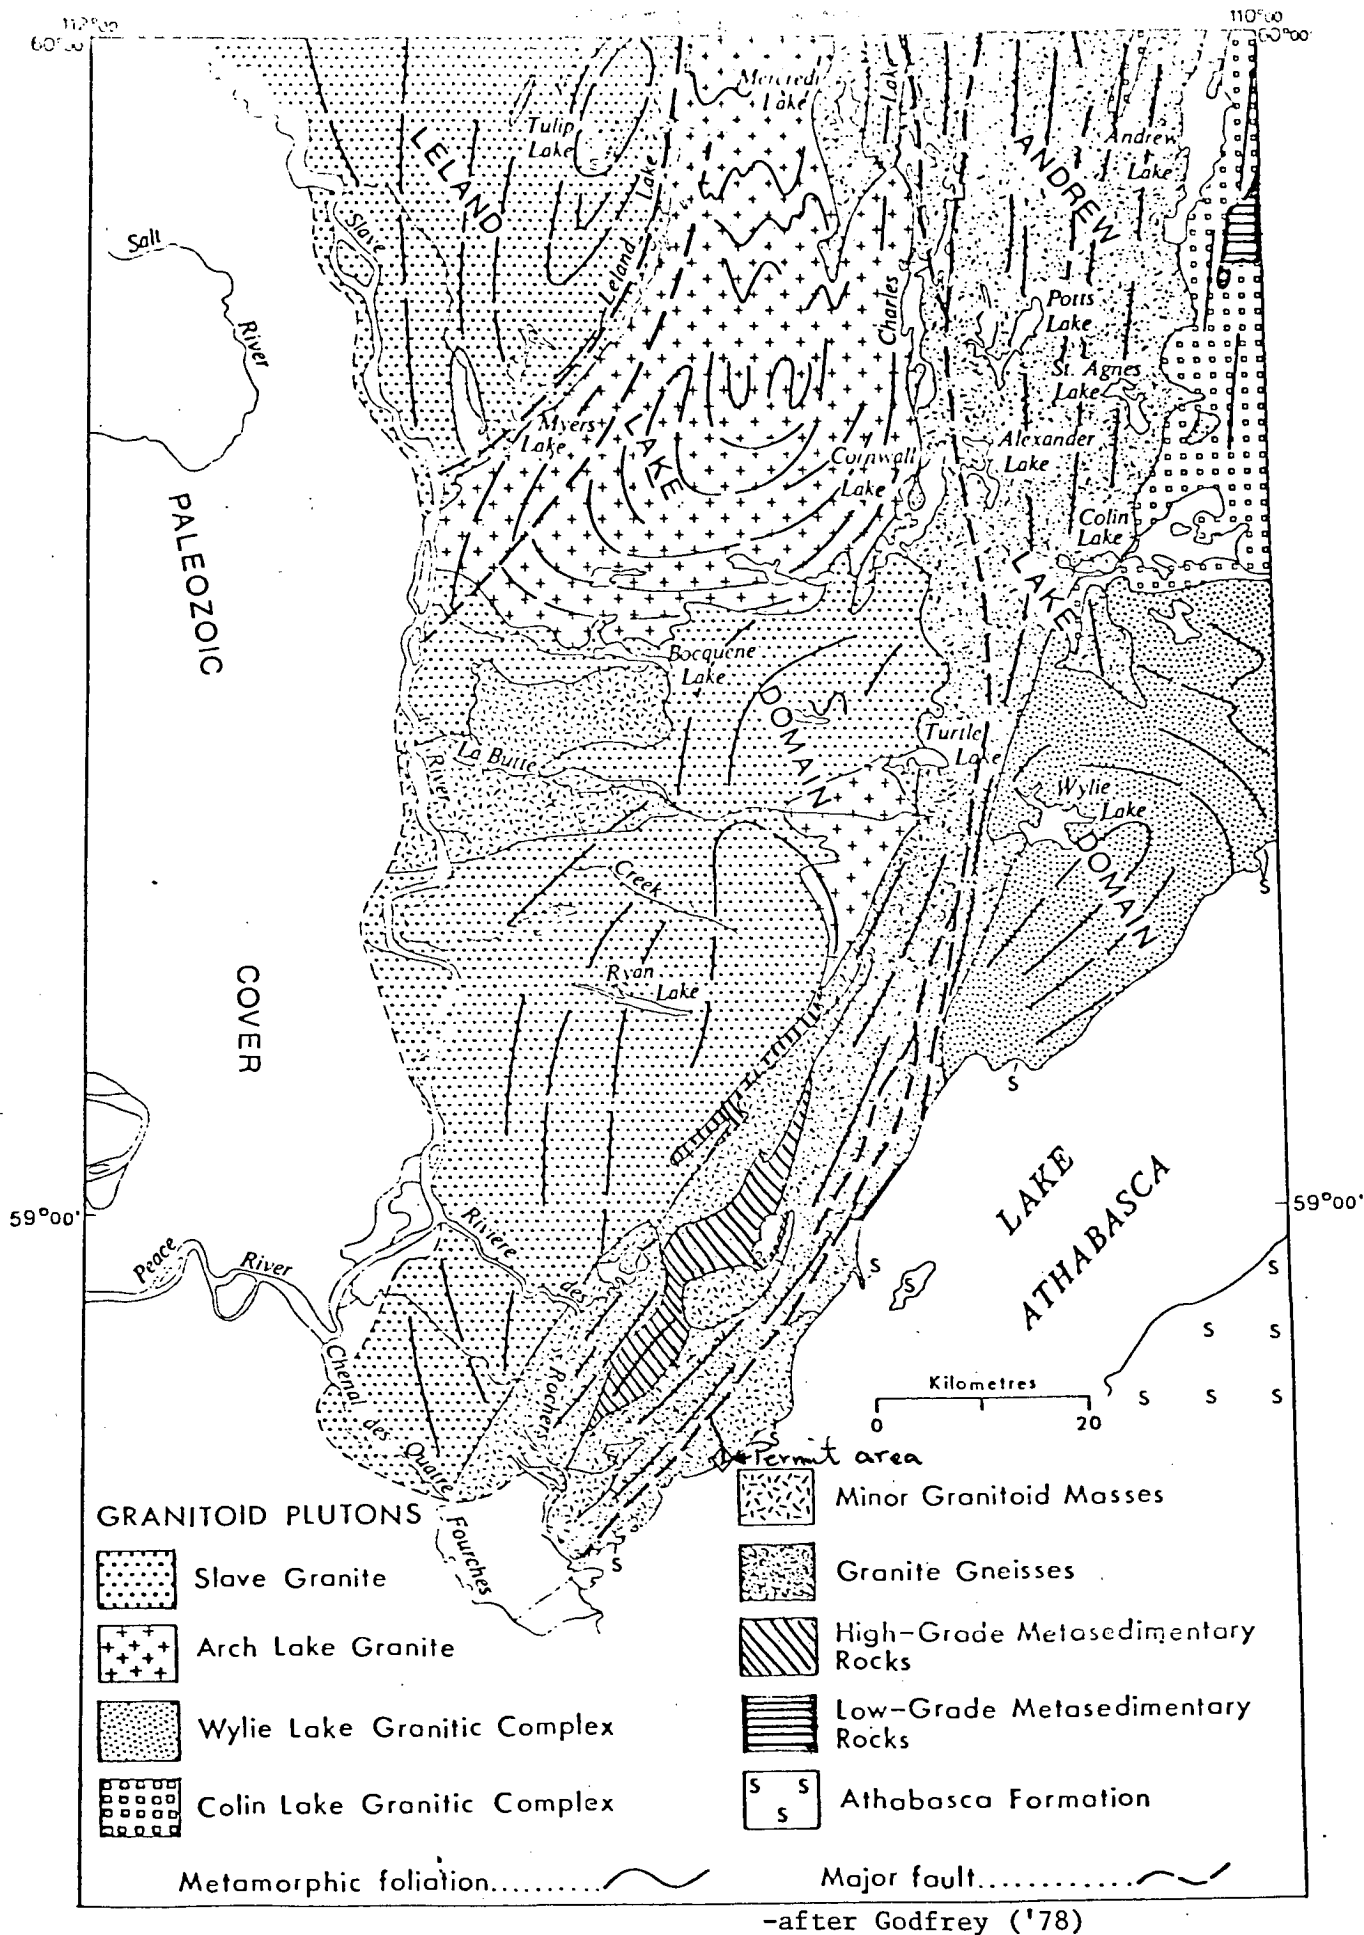 112°00'
110°00'
60°00'
60°00'
Mercredi
Lake
Lake
Tulip
Lake
LELAND
Lake
ANDREW
Andrew
Lake
Slave
Salt
River
Leland
Charles
Potts
Lake
St. Agnes
Lake
Myers
Lake
LAKE
Cornwall
Lake
Alexander
Lake
PALEOZOIC
Colin
Lake
LAKE
Bocquene
Lake
DOMAIN
Turtle
Lake
La Butte
River
Wylie
Lake
DOMAIN
Creek
S
COVER
Ryan
Lake
S
LAKE
ATHABASCA
59°00'
59°00'
Peace
River
Rivière
des
Rochers
S
S
S
S
S
Kilometres
0
20
S
S
S
Chenal des Quatre
Fourches
S
Permit area
S
GRANITOID PLUTONS
Slave Granite
Arch Lake Granite
Wylie Lake Granitic Complex
Colin Lake Granitic Complex
Minor Granitoid Masses
Granite Gneisses
High-Grade Metasedimentary
Rocks
Low-Grade Metasedimentary
Rocks
S S
S
Athabasca Formation
Metamorphic foliation..........
Major fault............
-after Godfrey ('78)